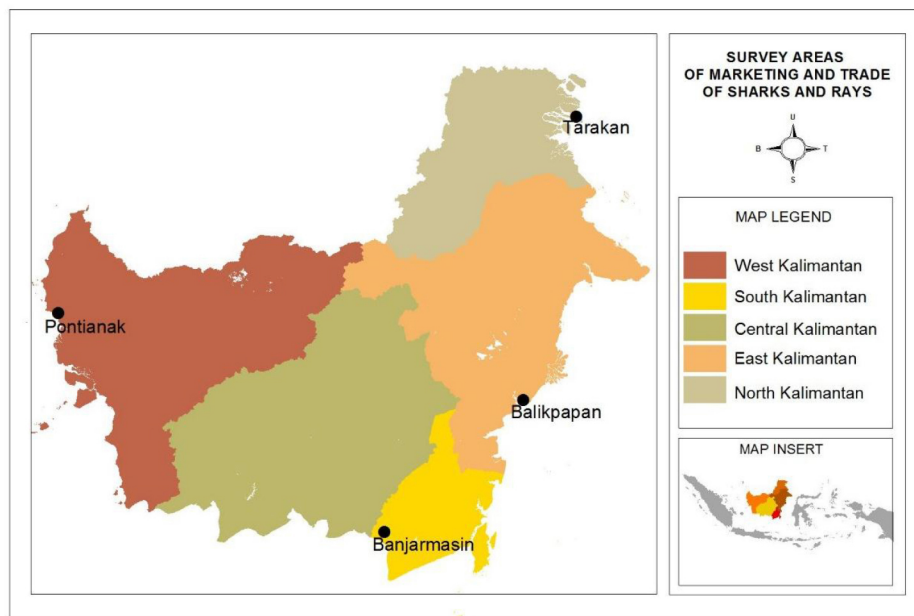 Tarakan
Pontianak
Balikpapan
Banjarmasin
SURVEY AREAS
OF MARKETING AND TRADE
OF SHARKS AND RAYS
U
B T
S
MAP LEGEND
West Kalimantan
South Kalimantan
Central Kalimantan
East Kalimantan
North Kalimantan
MAP INSERT